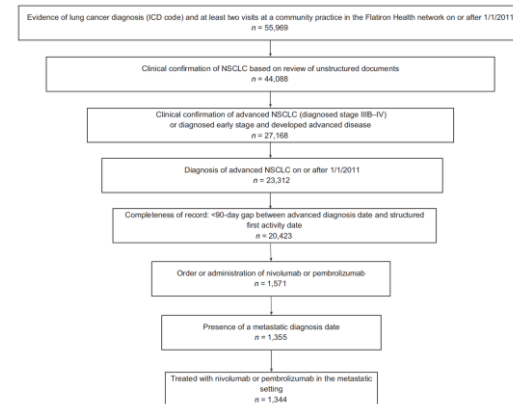 Evidence of lung cancer diagnosis (ICD code) and at least two visits at a community practice in the Flatiron Health network on or after 1/1/2011
n = 55,969
Clinical confirmation of NSCLC based on review of unstructured documents
n = 44,088
Clinical confirmation of advanced NSCLC (diagnosed stage IIIB–IV)
or diagnosed early stage and developed advanced disease
n = 27,168
Diagnosis of advanced NSCLC on or after 1/1/2011
n = 23,312
Completeness of record: <90-day gap between advanced diagnosis date and structured
first activity date
n = 20,423
Order or administration of nivolumab or pembrolizumab
n = 1,571
Presence of a metastatic diagnosis date
n = 1,355
Treated with nivolumab or pembrolizumab in the metastatic
setting
n = 1,344